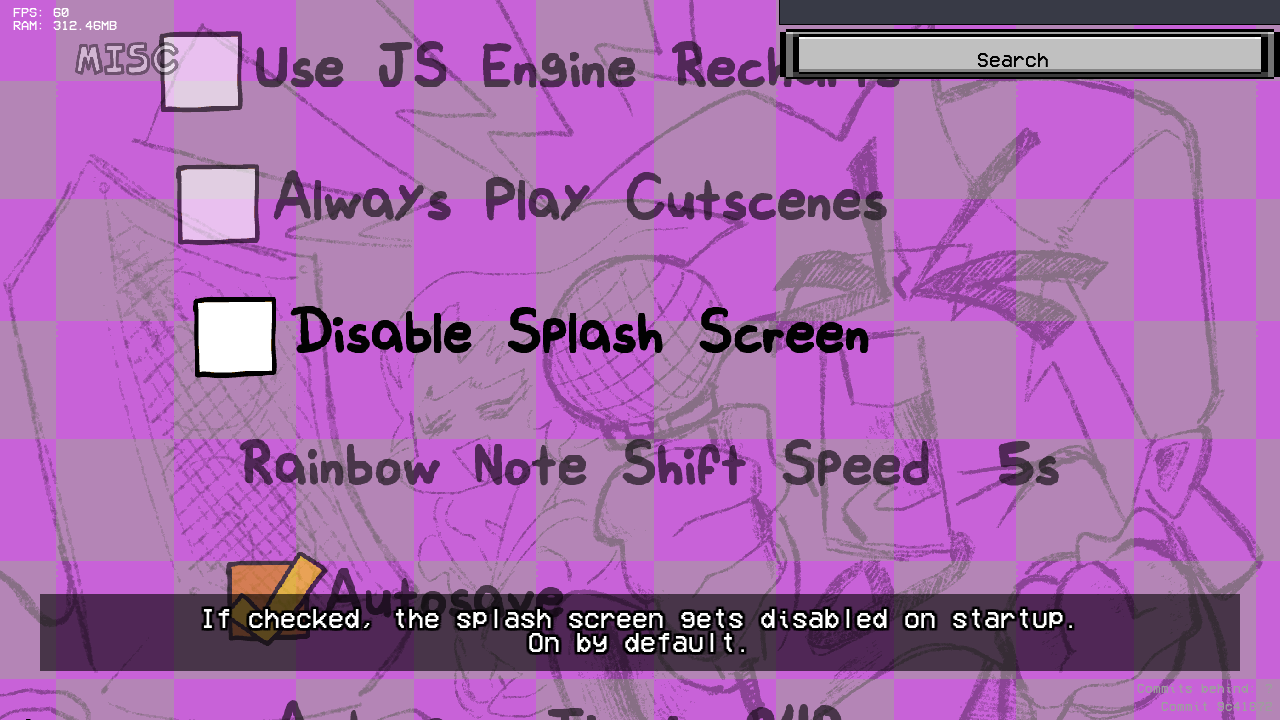 FPS: 60
RAM: 312.46MB
MISC
Use JS Engine
Search
Always Play Cutscenes
Disable Splash Screen
Rainbow Note Shift Speed 5s
Autosave
If checked, the splash screen gets disabled on startup.
On by default.
Commits behind
Commit